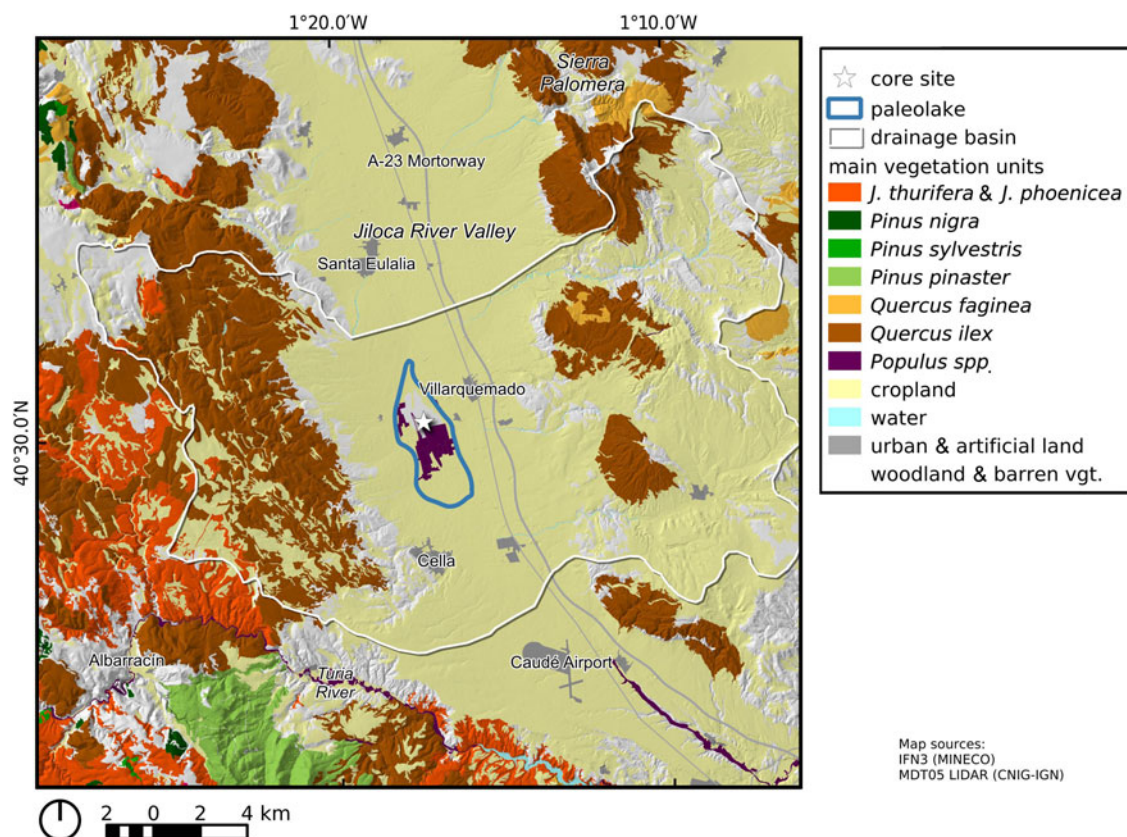 1°20.0'W
1°10.0'W
Sierra
Palomera
A-23 Mortorway
Jiloca River Valley
Santa Eulalia
Villarquemado
40°30.0'N
Cella
Albarracín
Turia
River
Caudé Airport
2 0 2 4 km
core site
paleolake
drainage basin
main vegetation units
J. thurifera & J. phoenicea
Pinus nigra
Pinus sylvestris
Pinus pinaster
Quercus faginea
Quercus ilex
Populus spp.
cropland
water
urban & artificial land
woodland & barren vgt.
Map sources:
IFN3 (MINECO)
MDT05 LIDAR (CNIG-IGN)